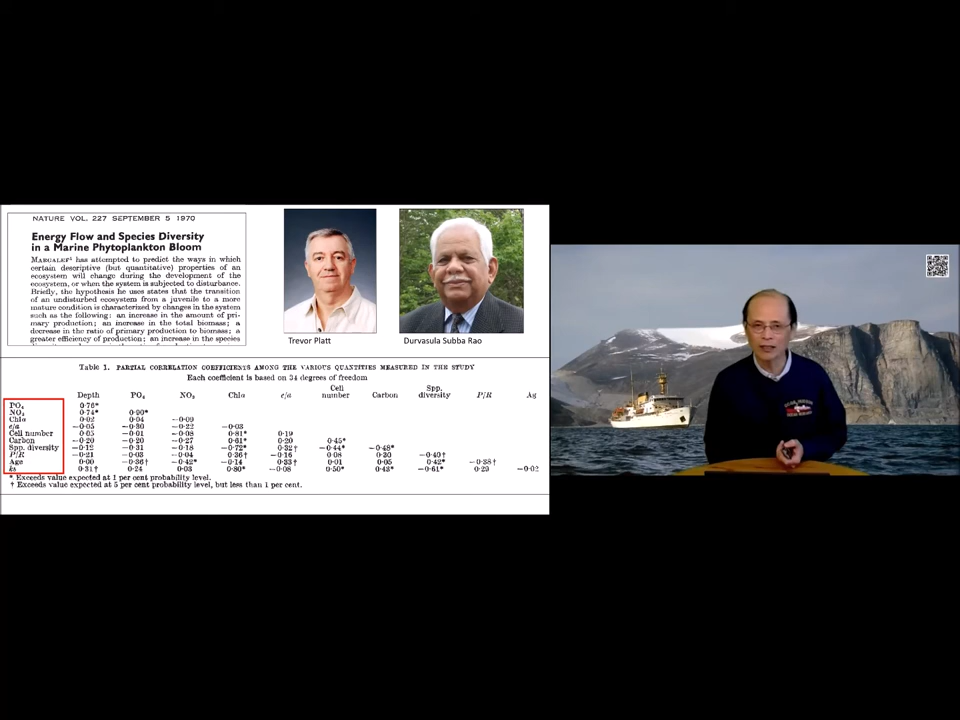 NATURE VOL. 227 SEPTEMBER 5 1970
Energy Flow and Species Diversity
in a Marine Phytoplankton Bloom
MARGALEF¹ has attempted to predict the ways in which
certain descriptive (but quantitative) properties of an
ecosystem will change during the development of the
ecosystem, or when the system is subjected to disturbance.
Briefly, the hypothesis he uses states that the transition
of an undisturbed ecosystem from a juvenile to a more
mature condition is characterized by changes in the system
such as the following: an increase in the amount of pri-
mary production; an increase in the total biomass; a
decrease in the ratio of primary production to biomass; a
greater efficiency of production; an increase in the species
Trevor Platt
Durvasula Subba Rao
Table 1. PARTIAL CORRELATION COEFFICIENTS AMONG THE VARIOUS QUANTITIES MEASURED IN THE STUDY
Each coefficient is based on 34 degrees of freedom
Depth PO₄ NO₃ Chl a c/a Cell number Carbon Spp. diversity P/R Ag
PO₄ 0·76*
NO₃ 0·74* 0·90*
Chl a 0·02 0·04 −0·09
c/a −0·05 −0·30 −0·22 −0·03
Cell number 0·05 −0·01 −0·08 0·81* 0·19
Carbon −0·20 −0·20 −0·27 0·61* 0·20 0·45*
Spp. diversity −0·12 −0·31 −0·18 −0·72* 0·32† −0·44* −0·48*
P/R −0·21 −0·03 −0·04 0·36† −0·16 0·08 0·30 −0·40†
Age 0·00 −0·36† −0·42* −0·14 0·33† 0·01 0·05 0·42* −0·38†
ks 0·31† 0·24 0·03 0·80* −0·08 0·50* 0·43* −0·61* 0·29 −0·02
* Exceeds value expected at 1 per cent probability level.
† Exceeds value expected at 5 per cent probability level, but less than 1 per cent.